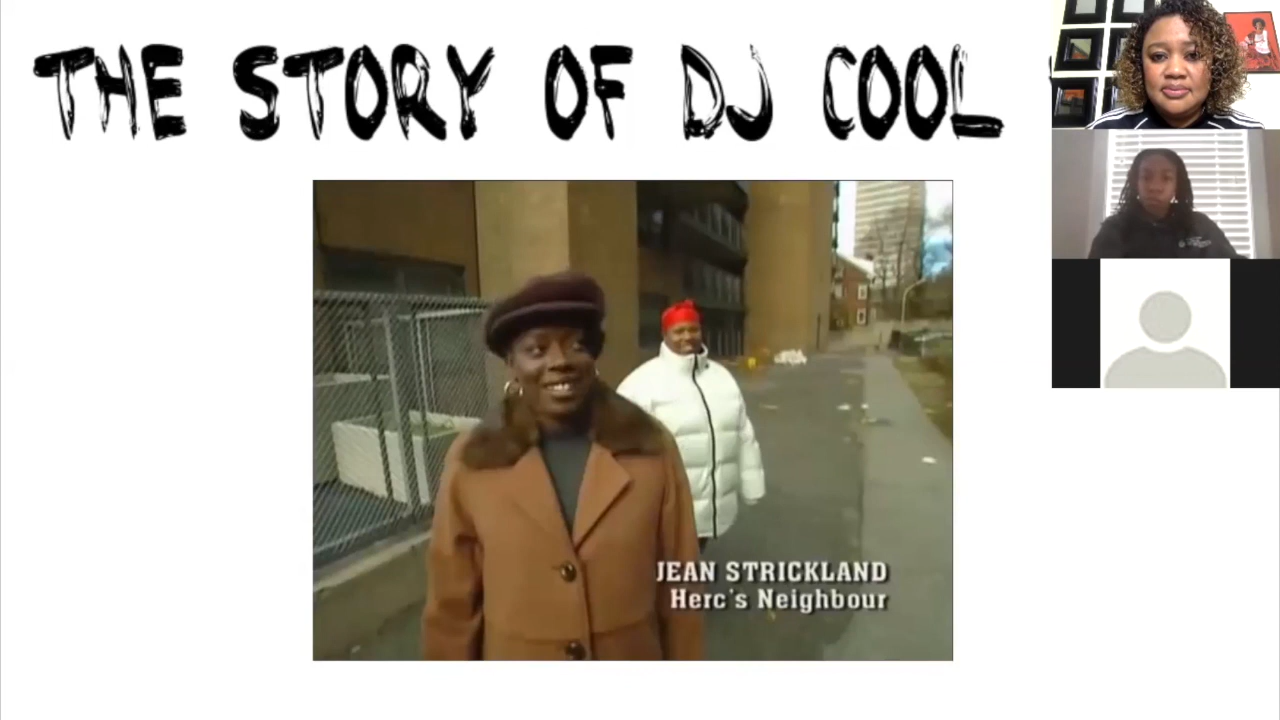 THE STORY OF DJ COOL
JEAN STRICKLAND
Herc's Neighbour